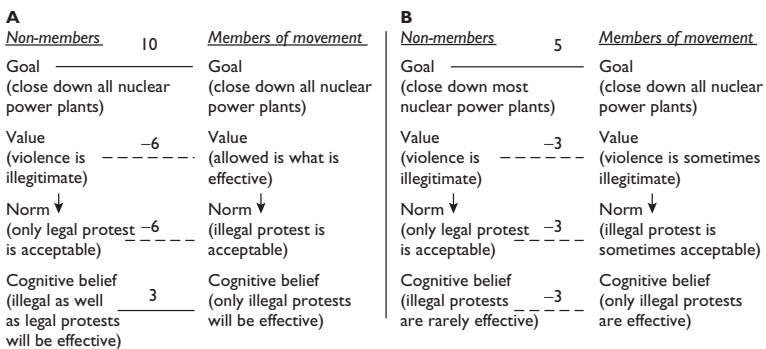 A
Non-members 10 Members of movement
Goal
(close down all nuclear
power plants)
Goal
(close down all nuclear
power plants)
Value
(violence is
illegitimate)
–6
Value
(allowed is what is
effective)
Norm
(only legal protest
is acceptable)
–6
Norm
(illegal protest is
acceptable)
Cognitive belief
(illegal as well
as legal protests
will be effective)
3
Cognitive belief
(only illegal protests
will be effective)
B
Non-members 5 Members of movement
Goal
(close down most
nuclear power plants)
Goal
(close down all nuclear
power plants)
Value
(violence is
illegitimate)
–3
Value
(violence is sometimes
illegitimate)
Norm
(only legal protest
is acceptable)
–3
Norm
(illegal protest is
sometimes acceptable)
Cognitive belief
(illegal protests
are rarely effective)
–3
Cognitive belief
(only illegal protests
are effective)